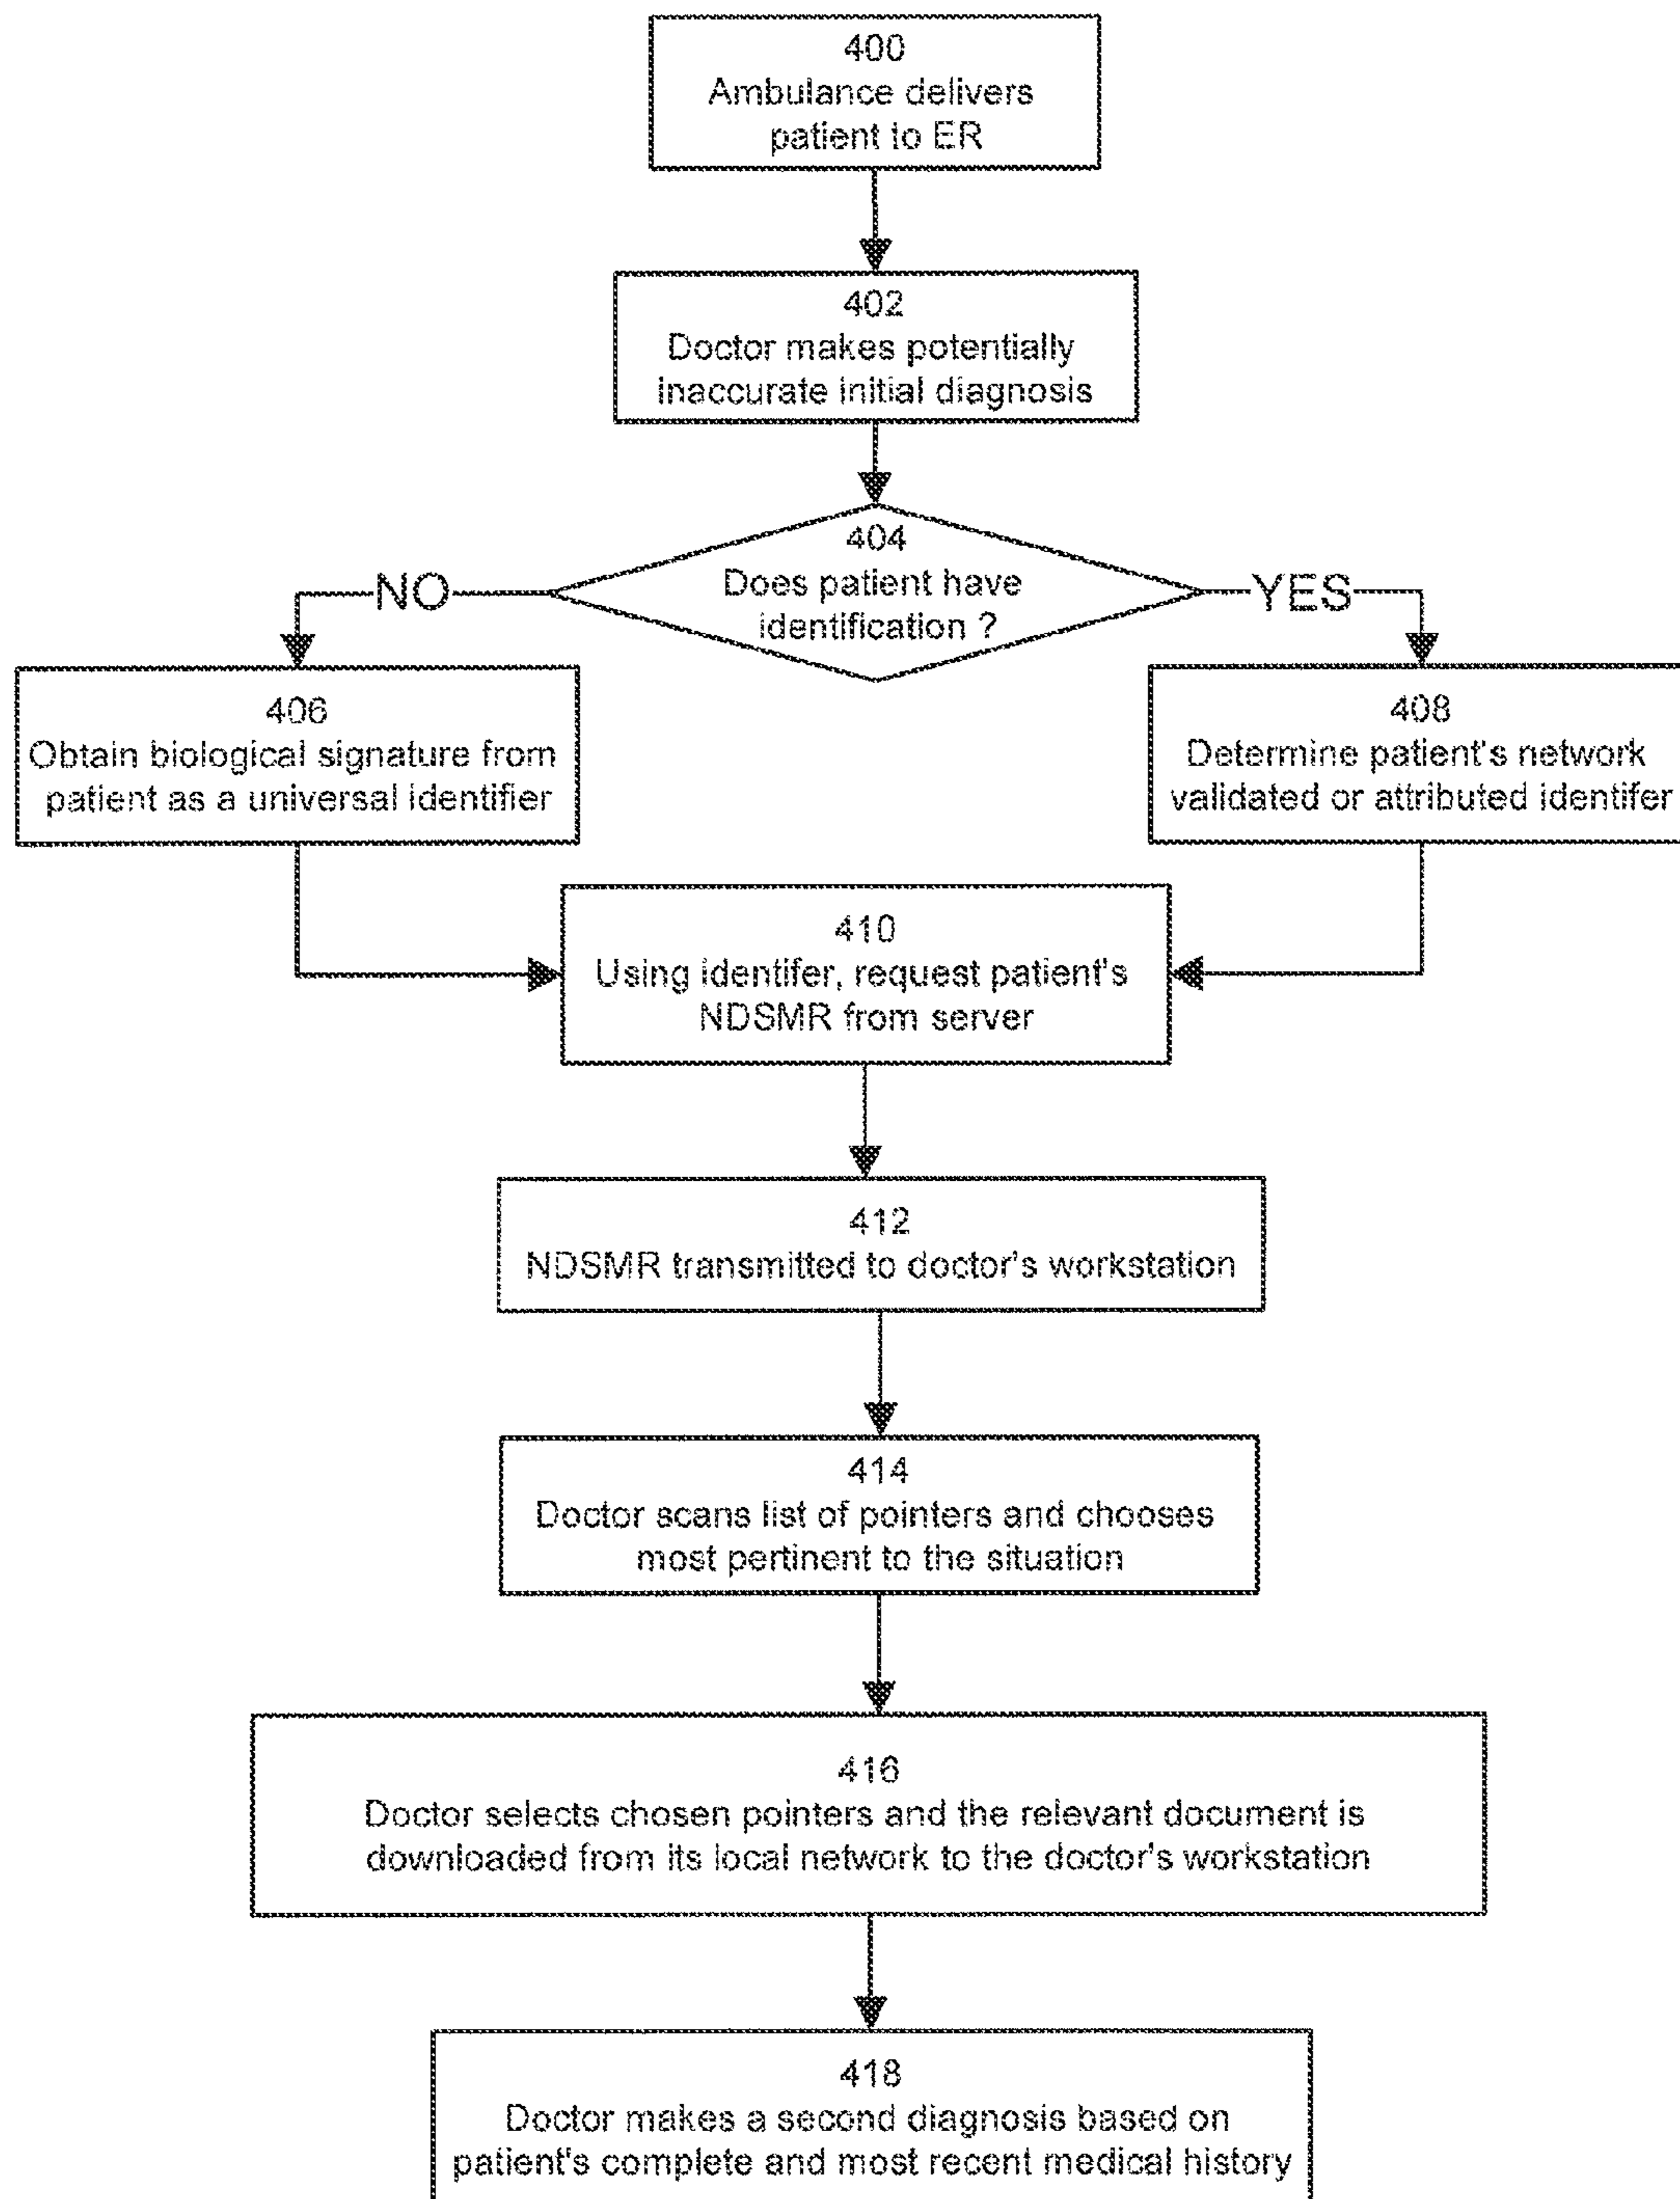 400
Ambulance delivers
patient to ER
402
Doctor makes potentially
inaccurate initial diagnosis
404
Does patient have
identification ?
NO
YES
406
Obtain biological signature from
patient as a universal identifier
408
Determine patient's network
validated or attributed identifer
410
Using identifer, request patient's
NDSMR from server
412
NDSMR transmitted to doctor's workstation
414
Doctor scans list of pointers and chooses
most pertinent to the situation
416
Doctor selects chosen pointers and the relevant document is
downloaded from its local network to the doctor's workstation
418
Doctor makes a second diagnosis based on
patient's complete and most recent medical history